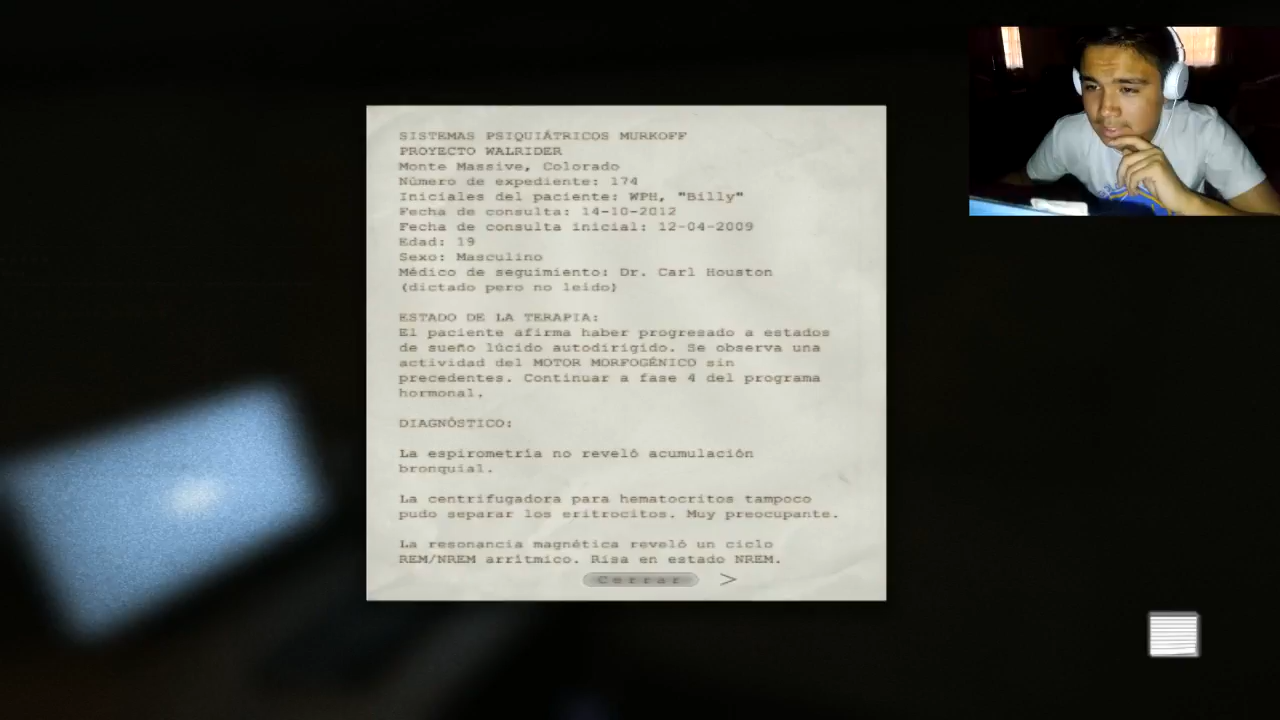 SISTEMAS PSIQUIÁTRICOS MURKOFF
PROYECTO WALRIDER
Monte Massive, Colorado
Número de expediente: 174
Iniciales del paciente: WPH, "Billy"
Fecha de consulta: 14-10-2012
Fecha de consulta inicial: 12-04-2009
Edad: 19
Sexo: Masculino
Médico de seguimiento: Dr. Carl Houston
(dictado pero no leído)
ESTADO DE LA TERAPIA:
El paciente afirma haber progresado a estados
de sueño lúcido autodirigido. Se observa una
actividad del MOTOR MORFOGÉNICO sin
precedentes. Continuar a fase 4 del programa
hormonal.
DIAGNÓSTICO:
La espirometría no reveló acumulación
bronquial.
La centrifugadora para hematocritos tampoco
pudo separar los eritrocitos. Muy preocupante.
La resonancia magnética reveló un ciclo
REM/NREM arrítmico. Risa en estado NREM.
Cerrar >